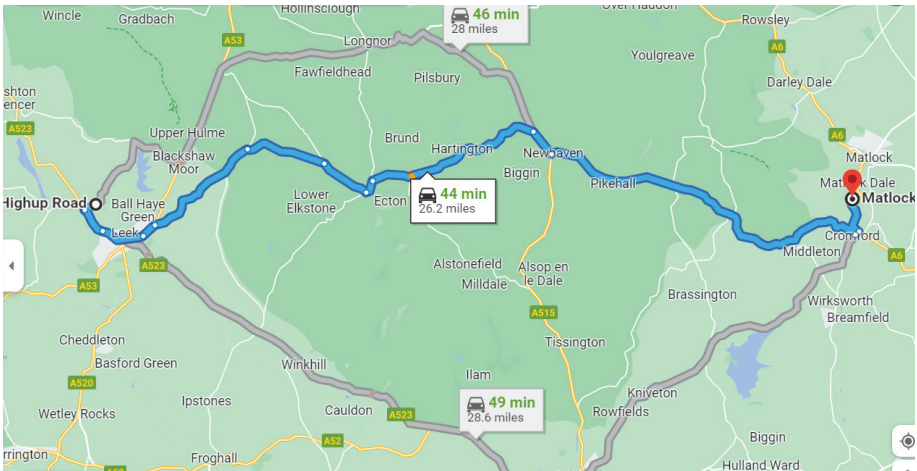 Wincle
Gradbach
Hollinsclough
Over Haddon
46 min
28 miles
Rowsley
A53
Longnor
A6
Youlgreave
Fawfieldhead
Pilsbury
Darley Dale
shton
encer
A523
Upper Hulme
Brund
A6
Blackshaw
Moor
Hartington
Newhaven
Matlock
Biggin
Pikehall
Matlock Dale
Highup Road
Ball Haye
Green
Lower
Elkstone
Ecton
44 min
26.2 miles
Matlock
Leek
Cromford
Middleton
A523
A6
Alstonefield
Alsop en
le Dale
Milldale
A53
Brassington
Wirksworth
A515
Breamfield
Cheddleton
Tissington
Basford Green
Winkhill
Ilam
A520
Kniveton
Ipstones
Cauldon
A523
49 min
28.6 miles
Rowfields
Wetley Rocks
A52
Biggin
rrington
Froghall
Hulland Ward